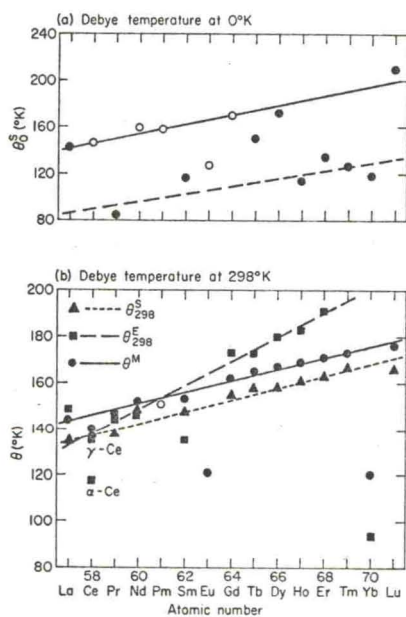 (a) Debye temperature at 0°K
240
200
160
120
80
θ₀ˢ (°K)
(b) Debye temperature at 298°K
200
180
160
140
120
100
80
θ (°K)
θˢ₂₉₈
θᴱ₂₉₈
θᴹ
γ-Ce
α-Ce
58 60 62 64 66 68 70
La Ce Pr Nd Pm Sm Eu Gd Tb Dy Ho Er Tm Yb Lu
Atomic number